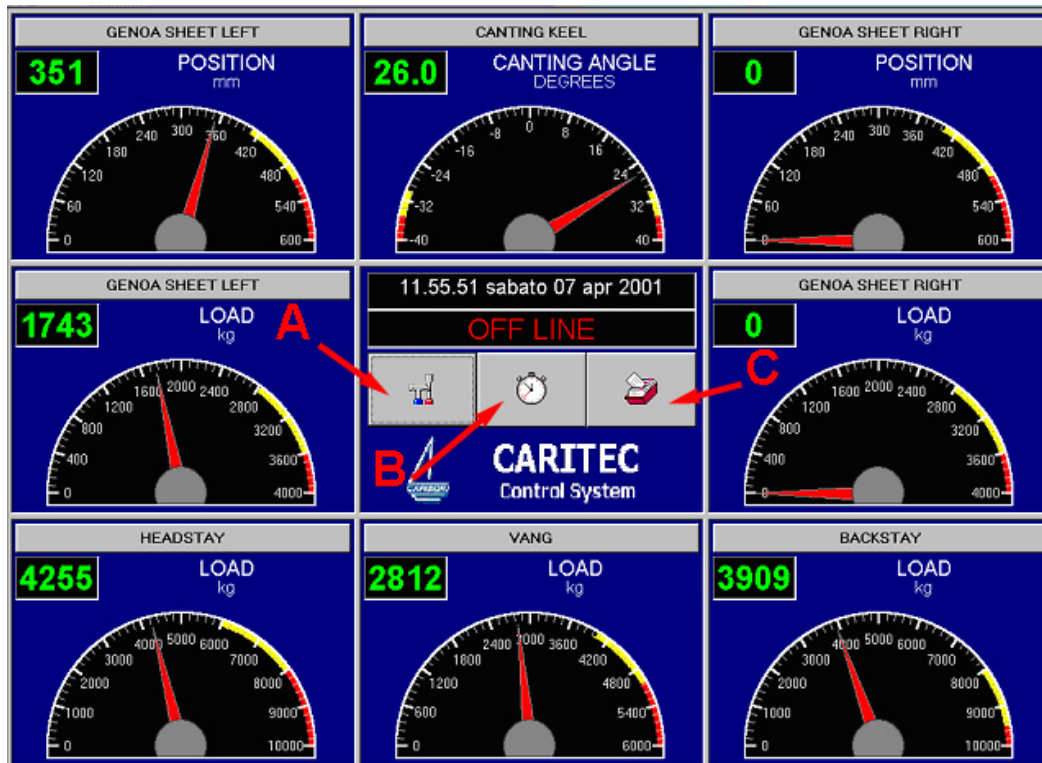 GENOA SHEET LEFT
351
POSITION
mm
0 60 120 180 240 300 360 420 480 540 600
CANTING KEEL
26.0
CANTING ANGLE
DEGREES
-40 -32 -24 -16 -8 0 8 16 24 32 40
GENOA SHEET RIGHT
0
POSITION
mm
0 60 120 180 240 300 360 420 480 540 600
GENOA SHEET LEFT
1743
LOAD
kg
0 400 800 1200 1600 2000 2400 2800 3200 3600 4000
11.55.51 sabato 07 apr 2001
OFF LINE
A
B
C
CARITEC
Control System
GENOA SHEET RIGHT
0
LOAD
kg
0 400 800 1200 1600 2000 2400 2800 3200 3600 4000
HEADSTAY
4255
LOAD
kg
0 1000 2000 3000 4000 5000 6000 7000 8000 9000 10000
VANG
2812
LOAD
kg
0 600 1200 1800 2400 3000 3600 4200 4800 5400 6000
BACKSTAY
3909
LOAD
kg
0 1000 2000 3000 4000 5000 6000 7000 8000 9000 10000